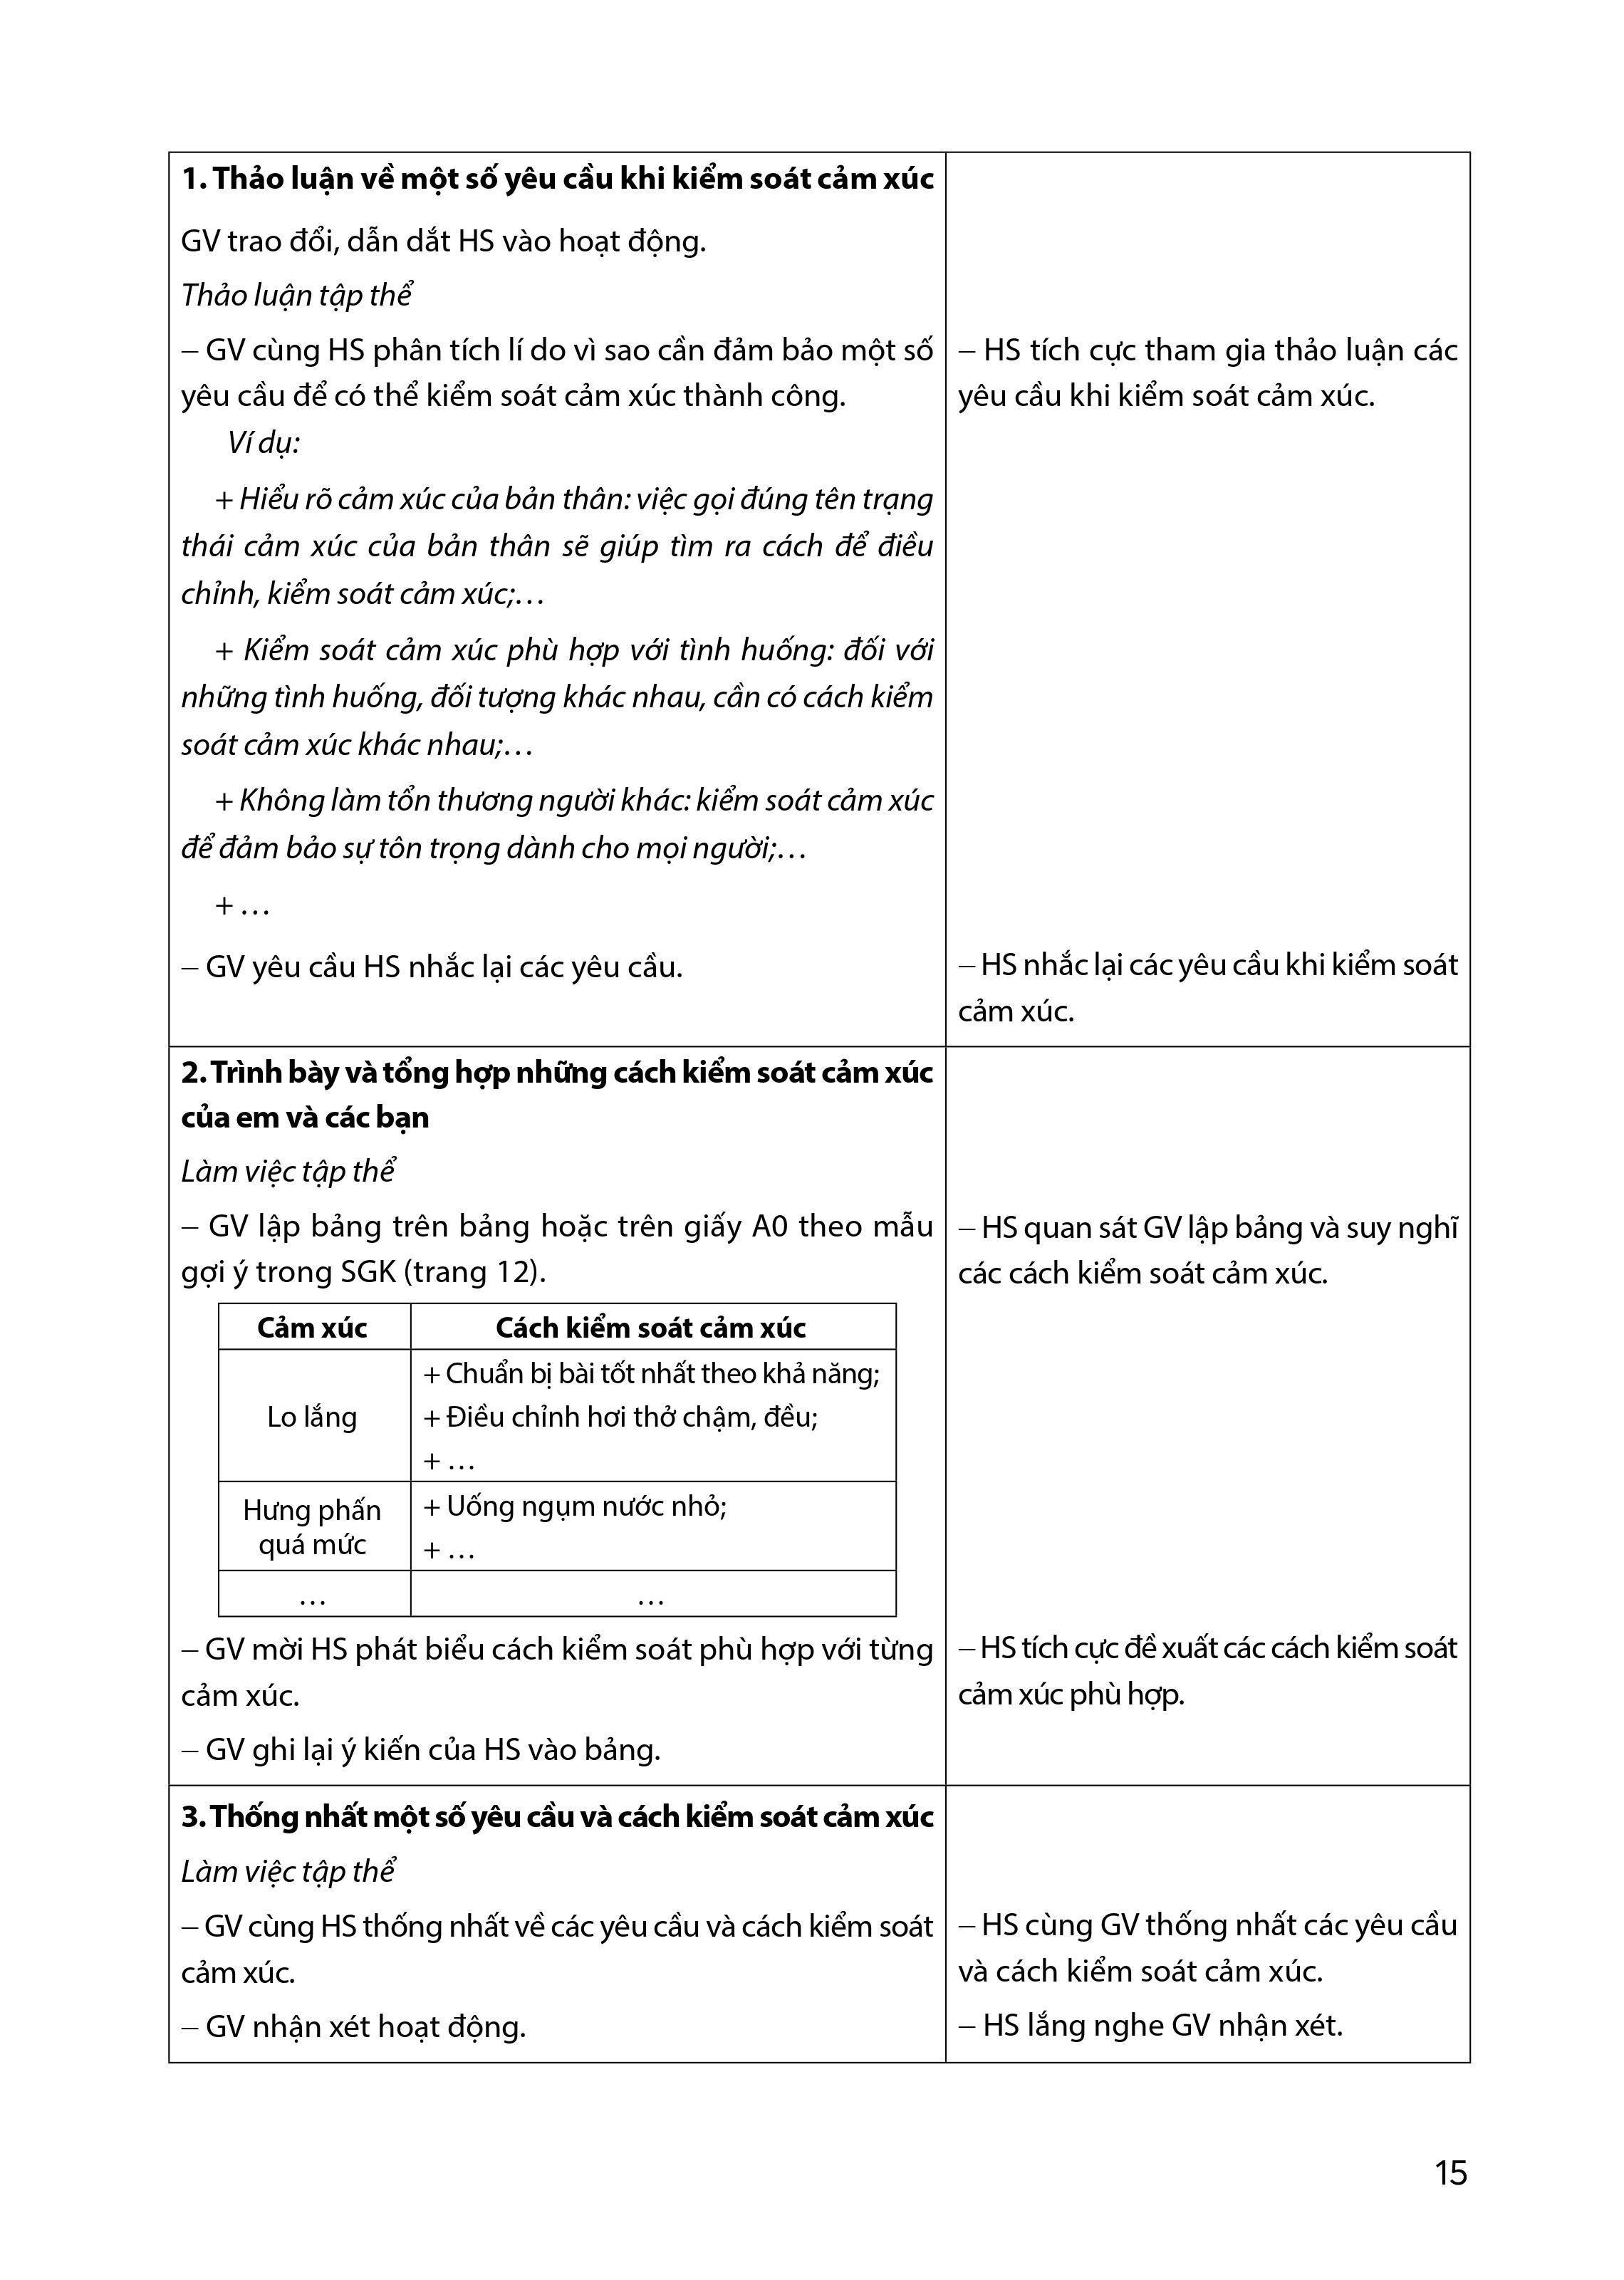 1. Thảo luận về một số yêu cầu khi kiểm soát cảm xúc
GV trao đổi, dẫn dắt HS vào hoạt động.
Thảo luận tập thể
– GV cùng HS phân tích lí do vì sao cần đảm bảo một số
yêu cầu để có thể kiểm soát cảm xúc thành công.
Ví dụ:
+ Hiểu rõ cảm xúc của bản thân: việc gọi đúng tên trạng
thái cảm xúc của bản thân sẽ giúp tìm ra cách để điều
chỉnh, kiểm soát cảm xúc;…
+ Kiểm soát cảm xúc phù hợp với tình huống: đối với
những tình huống, đối tượng khác nhau, cần có cách kiểm
soát cảm xúc khác nhau;…
+ Không làm tổn thương người khác: kiểm soát cảm xúc
để đảm bảo sự tôn trọng dành cho mọi người;…
+ …
– GV yêu cầu HS nhắc lại các yêu cầu.
– HS tích cực tham gia thảo luận các
yêu cầu khi kiểm soát cảm xúc.
– HS nhắc lại các yêu cầu khi kiểm soát
cảm xúc.
2. Trình bày và tổng hợp những cách kiểm soát cảm xúc
của em và các bạn
Làm việc tập thể
– GV lập bảng trên bảng hoặc trên giấy A0 theo mẫu
gợi ý trong SGK (trang 12).
Cảm xúc
Cách kiểm soát cảm xúc
Lo lắng
+ Chuẩn bị bài tốt nhất theo khả năng;
+ Điều chỉnh hơi thở chậm, đều;
+ …
Hưng phấn
quá mức
+ Uống ngụm nước nhỏ;
+ …
…
…
– GV mời HS phát biểu cách kiểm soát phù hợp với từng
cảm xúc.
– GV ghi lại ý kiến của HS vào bảng.
– HS quan sát GV lập bảng và suy nghĩ
các cách kiểm soát cảm xúc.
– HS tích cực đề xuất các cách kiểm soát
cảm xúc phù hợp.
3. Thống nhất một số yêu cầu và cách kiểm soát cảm xúc
Làm việc tập thể
– GV cùng HS thống nhất về các yêu cầu và cách kiểm soát
cảm xúc.
– GV nhận xét hoạt động.
– HS cùng GV thống nhất các yêu cầu
và cách kiểm soát cảm xúc.
– HS lắng nghe GV nhận xét.
15